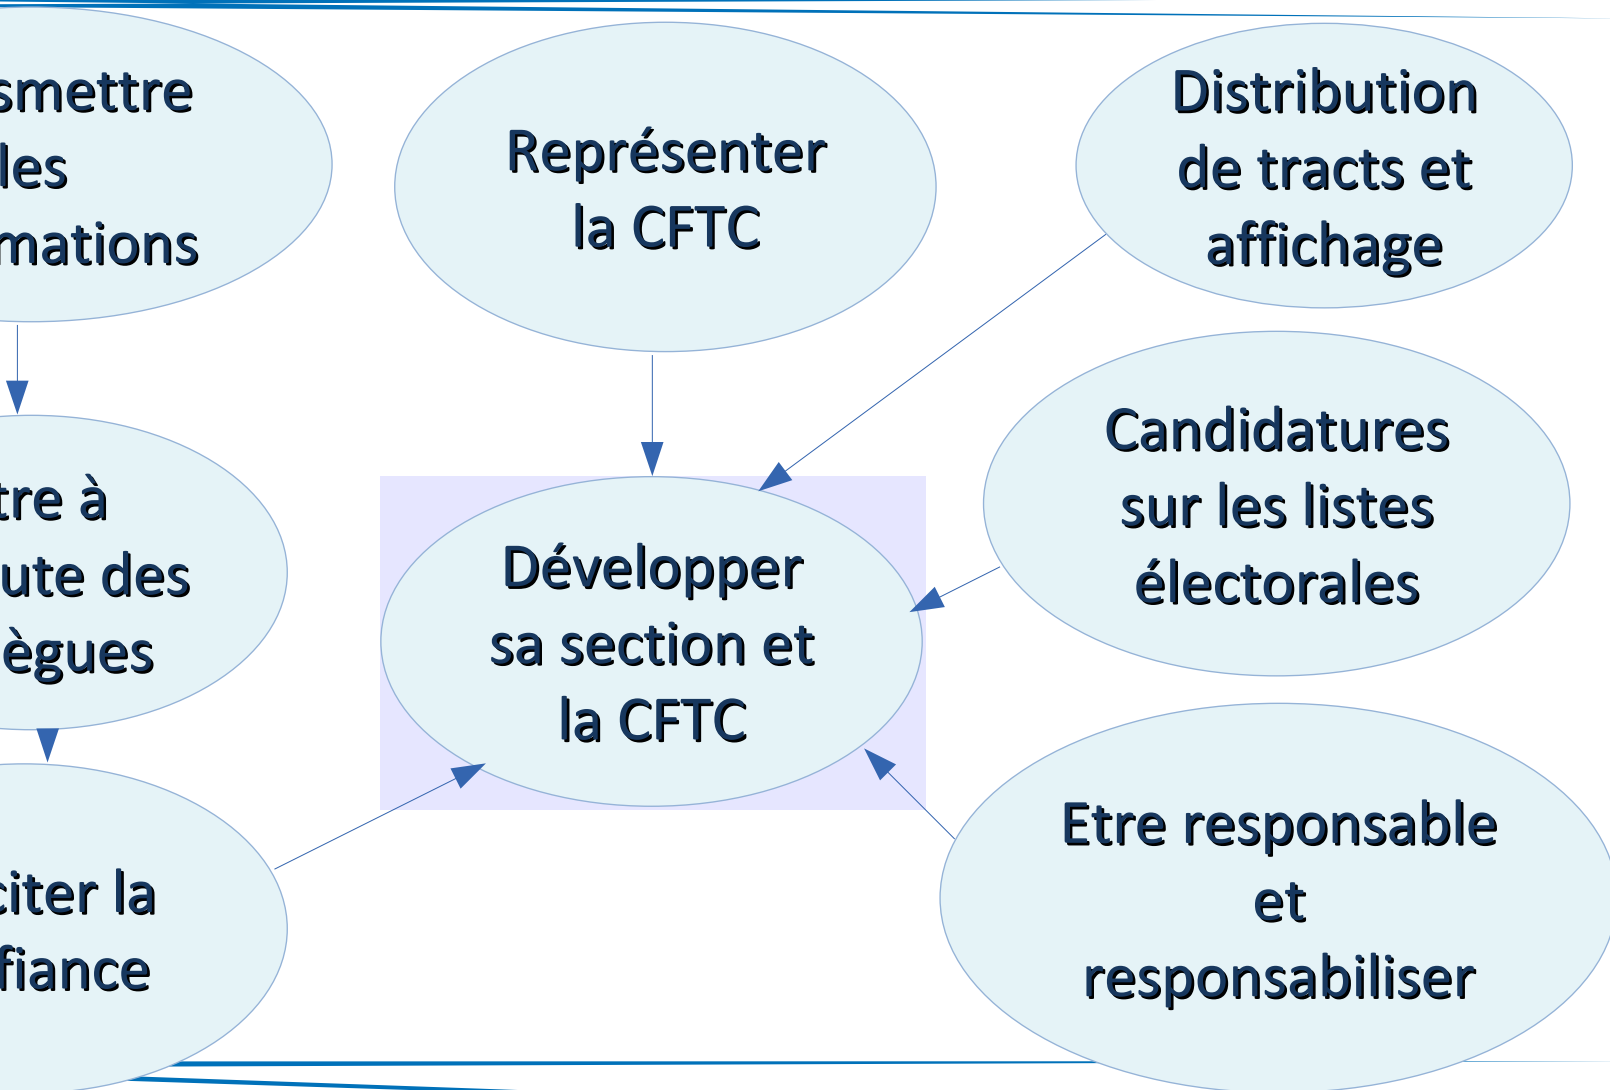 smettre
les
mations
Représenter
la CFTC
Distribution
de tracts et
affichage
tre à
ute des
ègues
Développer
sa section et
la CFTC
Candidatures
sur les listes
électorales
citer la
fiance
Etre responsable
et
responsabiliser